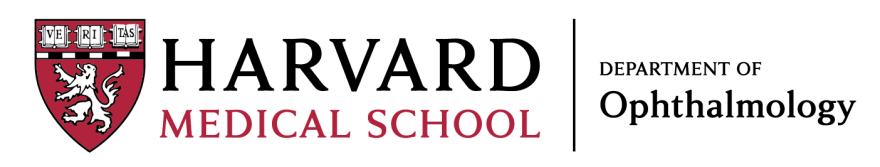 VE RI TAS
HARVARD
MEDICAL SCHOOL
DEPARTMENT OF
Ophthalmology